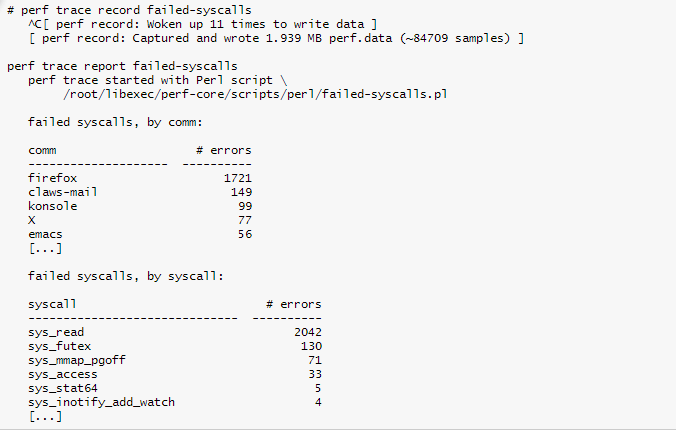 # perf trace record failed-syscalls
^C[ perf record: Woken up 11 times to write data ]
[ perf record: Captured and wrote 1.939 MB perf.data (~84709 samples) ]
perf trace report failed-syscalls
perf trace started with Perl script \
/root/libexec/perf-core/scripts/perl/failed-syscalls.pl
failed syscalls, by comm:
comm # errors
-------------------- ----------
firefox 1721
claws-mail 149
konsole 99
X 77
emacs 56
[...]
failed syscalls, by syscall:
syscall # errors
------------------------------ ----------
sys_read 2042
sys_futex 130
sys_mmap_pgoff 71
sys_access 33
sys_stat64 5
sys_inotify_add_watch 4
[...]